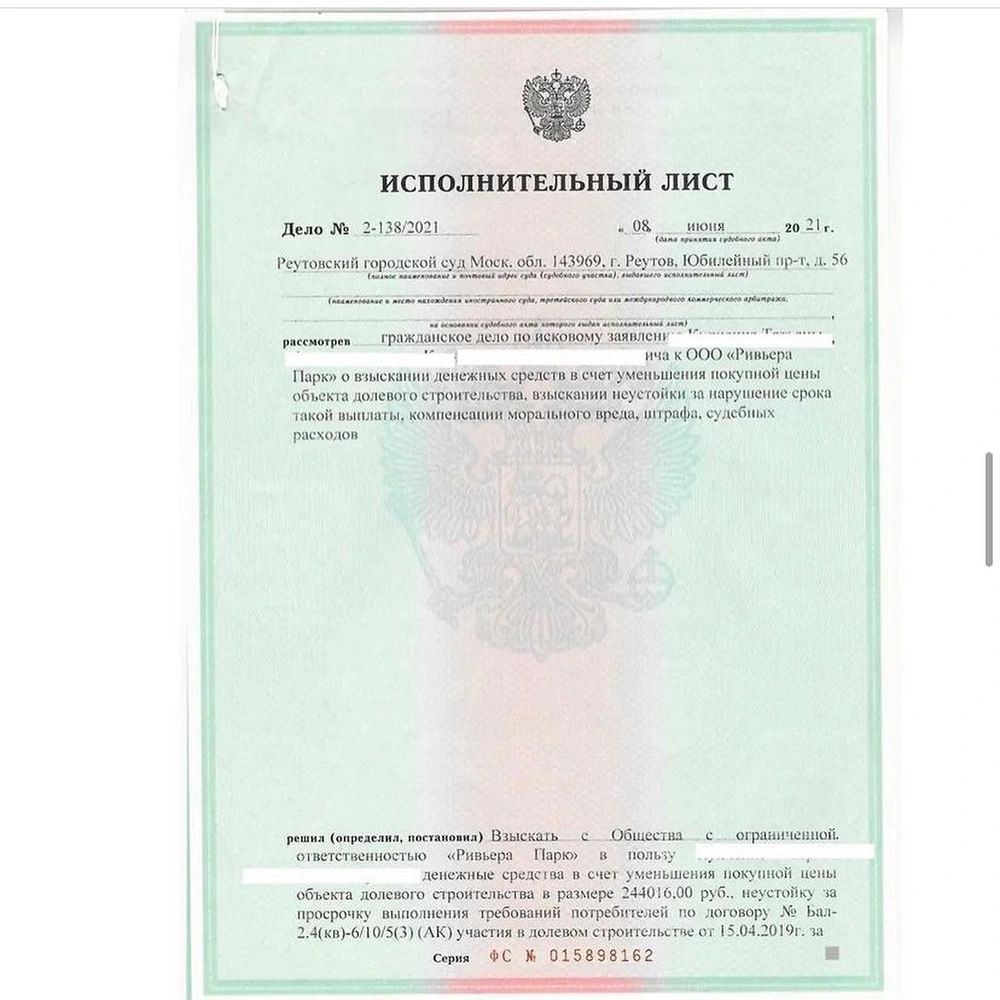 ИСПОЛНИТЕЛЬНЫЙ ЛИСТ
Дело № 2-138/2021 « 08 июня 20 21 г.
(дата принятия судебного акта)
Реутовский городской суд Моск. обл. 143969, г. Реутов, Юбилейный пр-т, д. 56
(полное наименование и почтовый адрес суда (судебного участка), выдавшего исполнительный лист)
(наименование и место нахождения иностранного суда, третейского суда или международного коммерческого арбитража,
на основании судебного акта которого выдан исполнительный лист)
рассмотрев гражданское дело по исковому заявлени
ича к ООО «Ривьера
Парк» о взыскании денежных средств в счет уменьшения покупной цены
объекта долевого строительства, взыскании неустойки за нарушение срока
такой выплаты, компенсации морального вреда, штрафа, судебных
расходов
решил (определил, постановил) Взыскать с Общества с ограниченной
ответственностью «Ривьера Парк» в пользу
денежные средства в счет уменьшения покупной цены
объекта долевого строительства в размере 244016,00 руб., неустойку за
просрочку выполнения требований потребителей по договору № Бал-
2.4(кв)-6/10/5(3) (АК) участия в долевом строительстве от 15.04.2019г. за
Серия ФС № 015898162